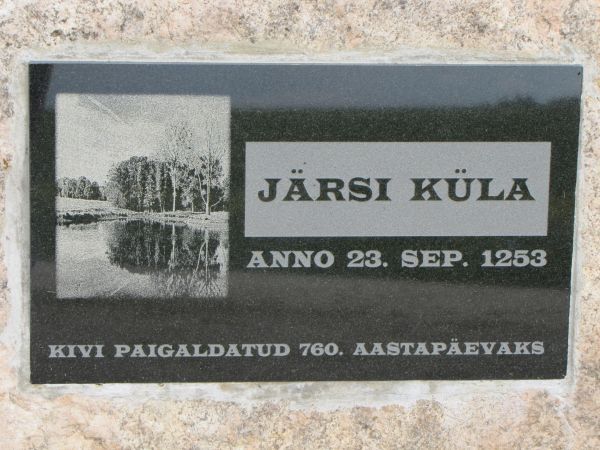 JÄRSI KÜLA
ANNO 23. SEP. 1253
KIVI PAIGALDATUD 760. AASTAPÄEVAKS